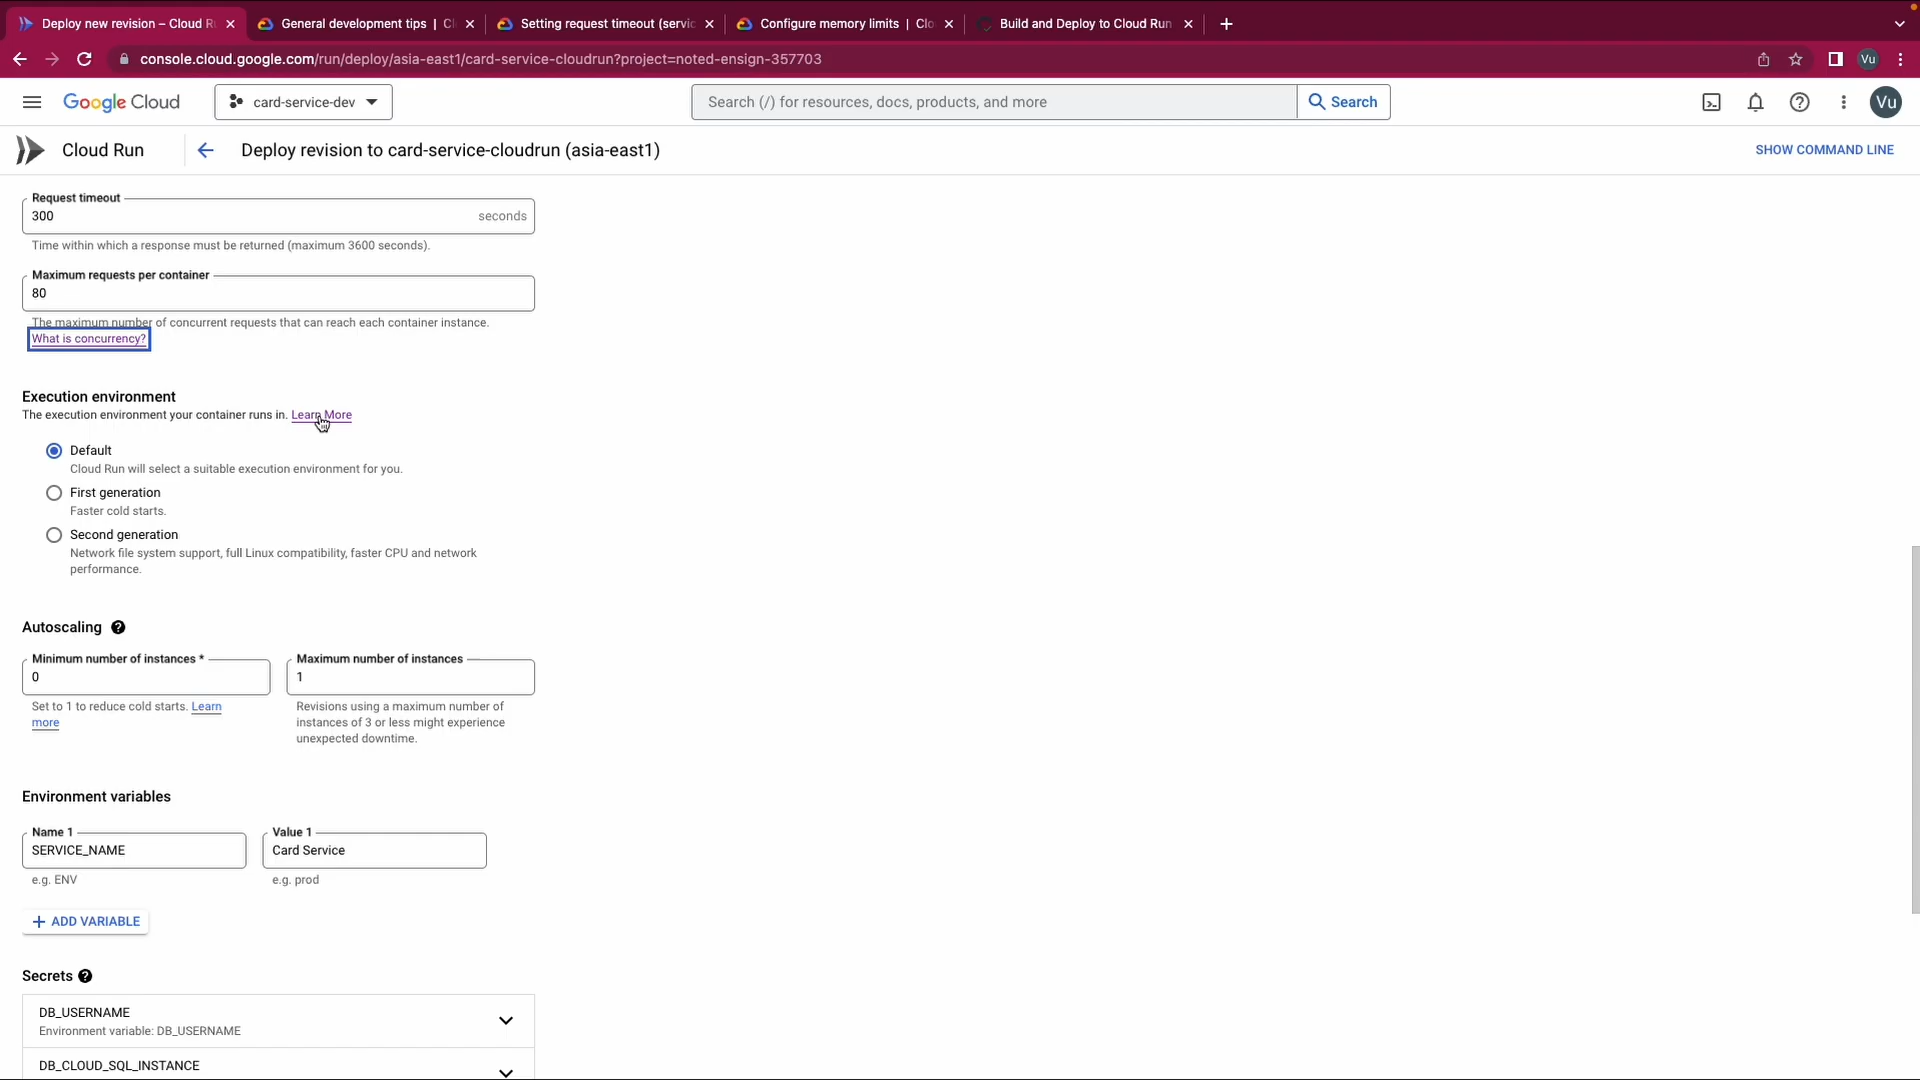 Deploy new revision – Cloud R
General development tips | Cl
Setting request timeout (servic
Configure memory limits | Clo
Build and Deploy to Cloud Run
console.cloud.google.com/run/deploy/asia-east1/card-service-cloudrun?project=noted-ensign-357703
Vu
Google Cloud
card-service-dev
Search (/) for resources, docs, products, and more
Search
Vu
Cloud Run
Deploy revision to card-service-cloudrun (asia-east1)
SHOW COMMAND LINE
Request timeout
300
seconds
Time within which a response must be returned (maximum 3600 seconds).
Maximum requests per container
80
The maximum number of concurrent requests that can reach each container instance.
What is concurrency?
Execution environment
The execution environment your container runs in. Learn More
Default
Cloud Run will select a suitable execution environment for you.
First generation
Faster cold starts.
Second generation
Network file system support, full Linux compatibility, faster CPU and network
performance.
Autoscaling
Minimum number of instances *
0
Set to 1 to reduce cold starts. Learn
more
Maximum number of instances
1
Revisions using a maximum number of
instances of 3 or less might experience
unexpected downtime.
Environment variables
Name 1
SERVICE_NAME
e.g. ENV
Value 1
Card Service
e.g. prod
+ ADD VARIABLE
Secrets
DB_USERNAME
Environment variable: DB_USERNAME
DB_CLOUD_SQL_INSTANCE